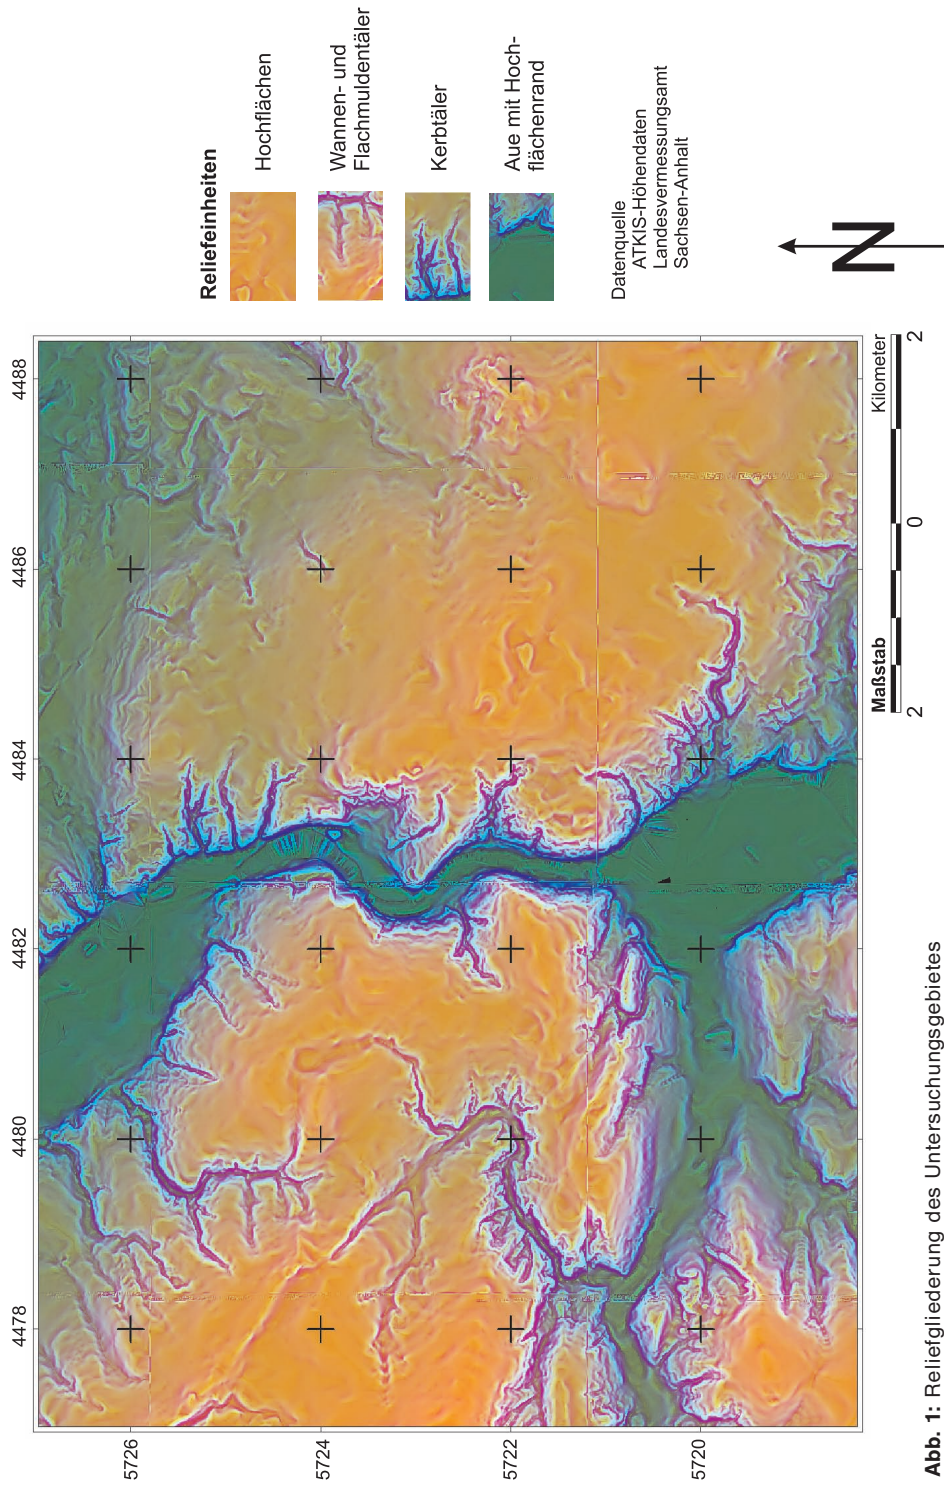 4478
4480
4482
4484
4486
4488
5726
5724
5722
5720
Reliefeinheiten
Hochflächen
Wannen- und
Flachmuldentäler
Kerbtäler
Aue mit Hoch-
flächenrand
Datenquelle
ATKIS-Höhendaten
Landesvermessungsamt
Sachsen-Anhalt
N
Maßstab
Kilometer
2
0
2
Abb. 1: Reliefgliederung des Untersuchungsgebietes